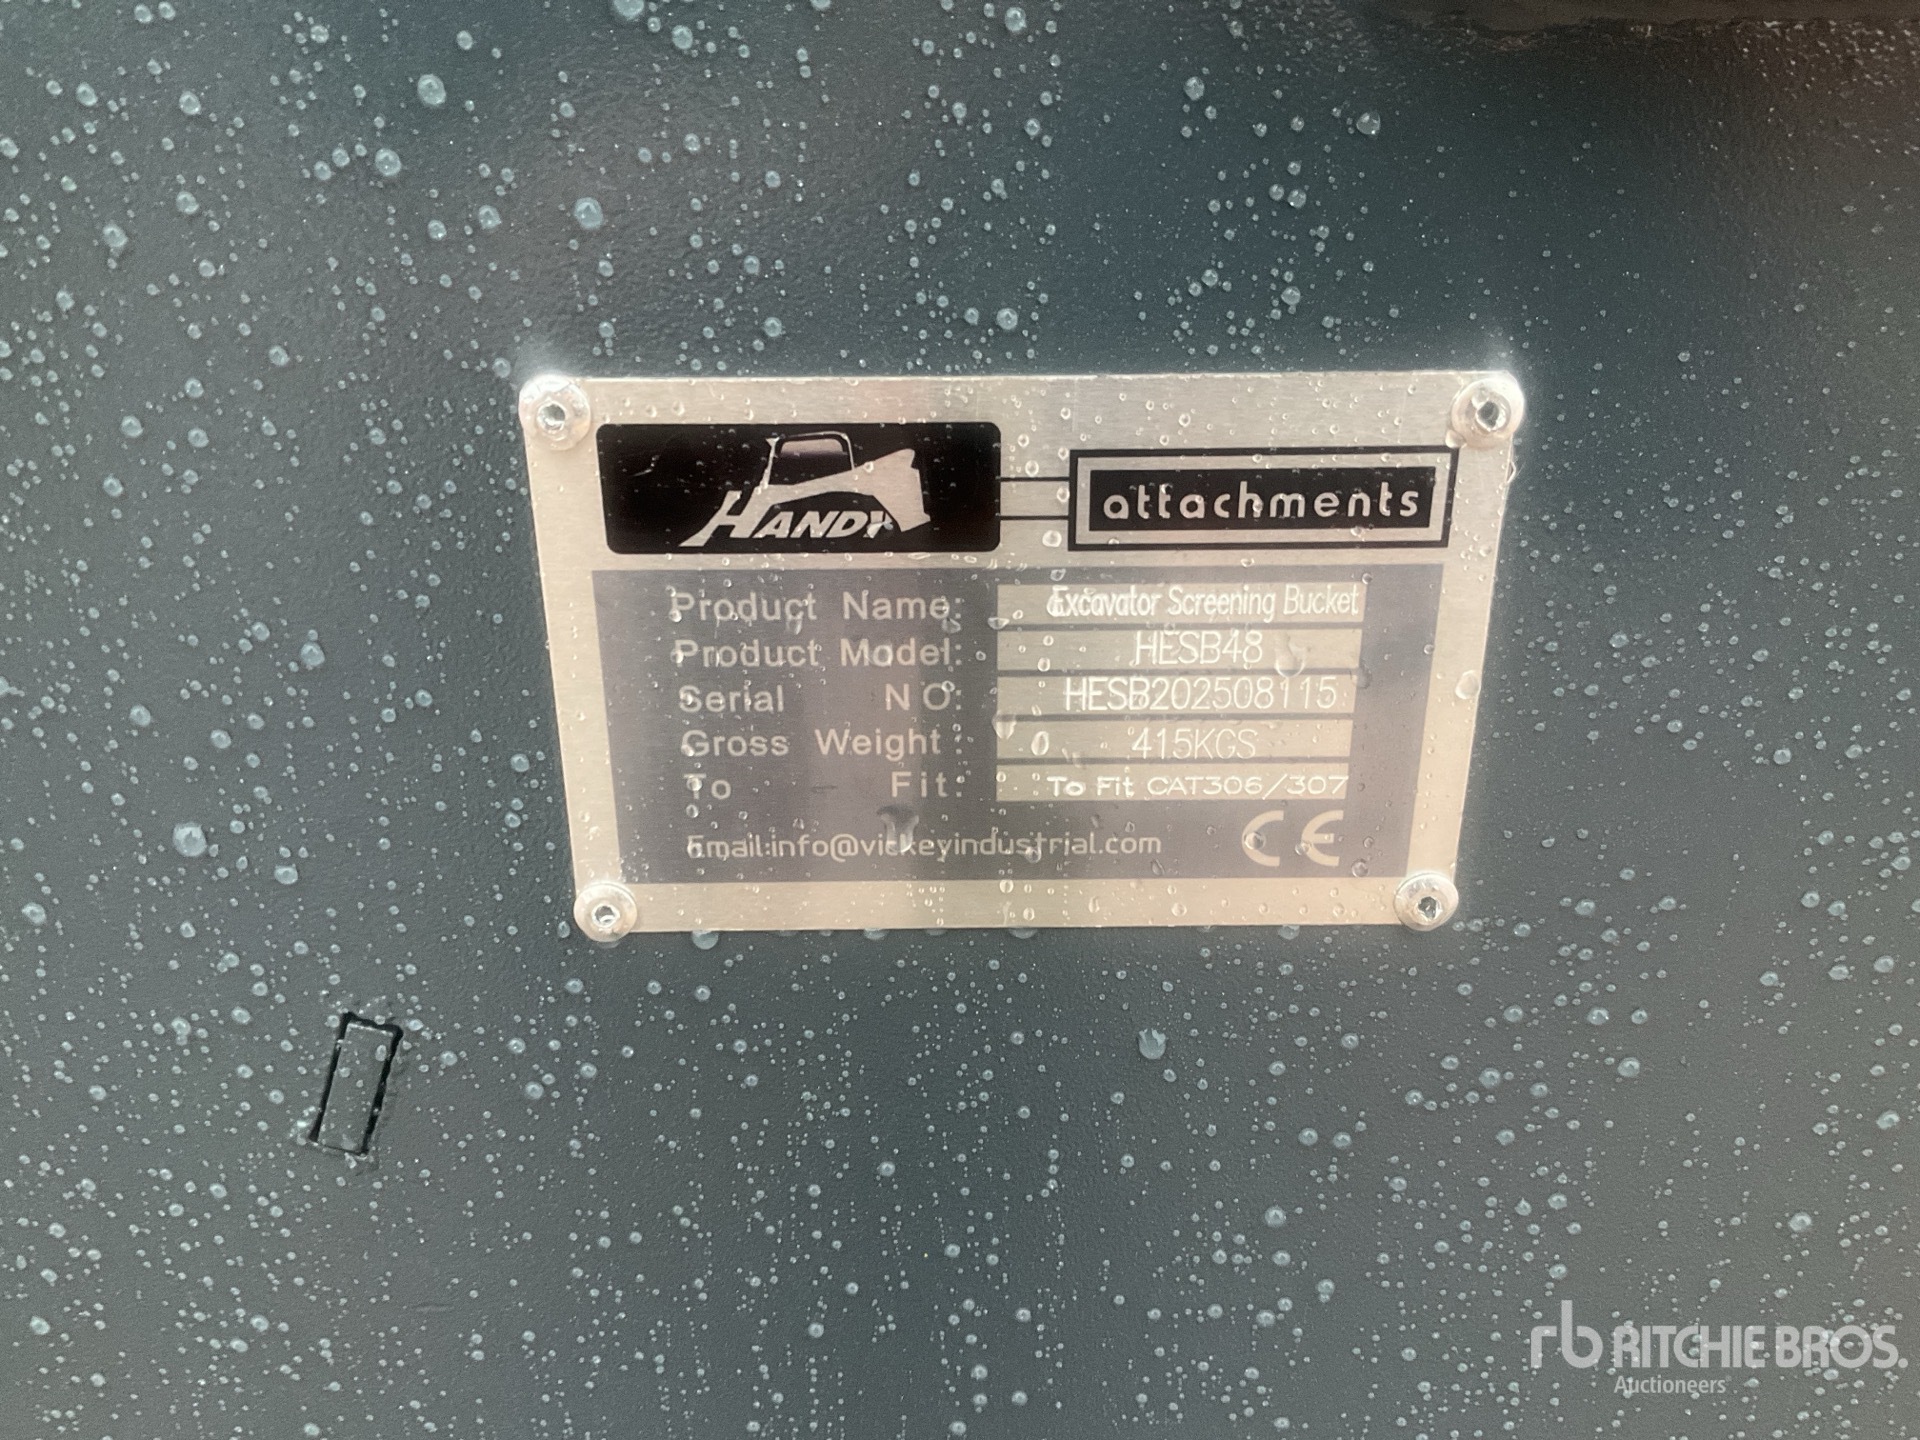 HANDY
attachments
Product Name: Excavator Screening Bucket
Product Model: HESB48
Serial NO: HESB202508115
Gross Weight: 415KGS
To Fit: To Fit CAT306/307
Email:info@vickeyindustrial.com CE
rb RITCHIE BROS.
Auctioneers